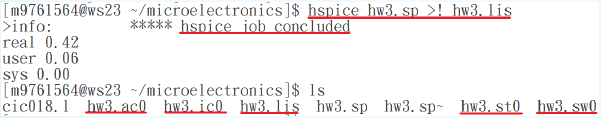 [m9761564@ws23 ~/microelectronics]$ hspice hw3.sp >! hw3.lis
>info:         ***** hspice job concluded
real 0.42
user 0.06
sys 0.00
[m9761564@ws23 ~/microelectronics]$ ls
cic018.l  hw3.ac0  hw3.ic0  hw3.lis  hw3.sp  hw3.sp~  hw3.st0  hw3.sw0